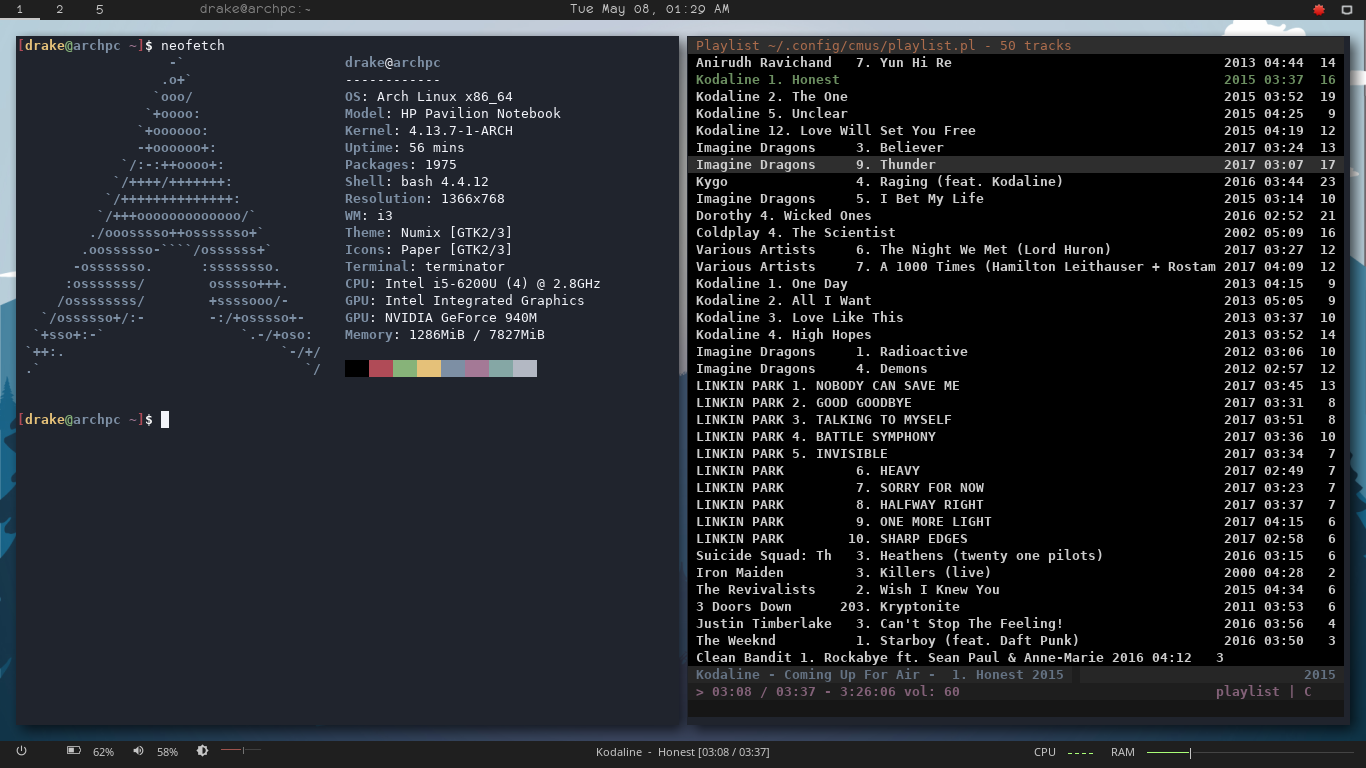 1 2 5 drake@archpc:~ Tue May 08, 01:29 AM
[drake@archpc ~]$ neofetch
drake@archpc
------------
OS: Arch Linux x86_64
Model: HP Pavilion Notebook
Kernel: 4.13.7-1-ARCH
Uptime: 56 mins
Packages: 1975
Shell: bash 4.4.12
Resolution: 1366x768
WM: i3
Theme: Numix [GTK2/3]
Icons: Paper [GTK2/3]
Terminal: terminator
CPU: Intel i5-6200U (4) @ 2.8GHz
GPU: Intel Integrated Graphics
GPU: NVIDIA GeForce 940M
Memory: 1286MiB / 7827MiB
[drake@archpc ~]$
Playlist ~/.config/cmus/playlist.pl - 50 tracks
Anirudh Ravichand 7. Yun Hi Re 2013 04:44 14
Kodaline 1. Honest 2015 03:37 16
Kodaline 2. The One 2015 03:52 19
Kodaline 5. Unclear 2015 04:25 9
Kodaline 12. Love Will Set You Free 2015 04:19 12
Imagine Dragons 3. Believer 2017 03:24 13
Imagine Dragons 9. Thunder 2017 03:07 17
Kygo 4. Raging (feat. Kodaline) 2016 03:44 23
Imagine Dragons 5. I Bet My Life 2015 03:14 10
Dorothy 4. Wicked Ones 2016 02:52 21
Coldplay 4. The Scientist 2002 05:09 16
Various Artists 6. The Night We Met (Lord Huron) 2017 03:27 12
Various Artists 7. A 1000 Times (Hamilton Leithauser + Rostam 2017 04:09 12
Kodaline 1. One Day 2013 04:15 9
Kodaline 2. All I Want 2013 05:05 9
Kodaline 3. Love Like This 2013 03:37 10
Kodaline 4. High Hopes 2013 03:52 14
Imagine Dragons 1. Radioactive 2012 03:06 10
Imagine Dragons 4. Demons 2012 02:57 12
LINKIN PARK 1. NOBODY CAN SAVE ME 2017 03:45 13
LINKIN PARK 2. GOOD GOODBYE 2017 03:31 8
LINKIN PARK 3. TALKING TO MYSELF 2017 03:51 8
LINKIN PARK 4. BATTLE SYMPHONY 2017 03:36 10
LINKIN PARK 5. INVISIBLE 2017 03:34 7
LINKIN PARK 6. HEAVY 2017 02:49 7
LINKIN PARK 7. SORRY FOR NOW 2017 03:23 7
LINKIN PARK 8. HALFWAY RIGHT 2017 03:37 7
LINKIN PARK 9. ONE MORE LIGHT 2017 04:15 6
LINKIN PARK 10. SHARP EDGES 2017 02:58 6
Suicide Squad: Th 3. Heathens (twenty one pilots) 2016 03:15 6
Iron Maiden 3. Killers (live) 2000 04:28 2
The Revivalists 2. Wish I Knew You 2015 04:34 6
3 Doors Down 203. Kryptonite 2011 03:53 6
Justin Timberlake 3. Can't Stop The Feeling! 2016 03:56 4
The Weeknd 1. Starboy (feat. Daft Punk) 2016 03:50 3
Clean Bandit 1. Rockabye ft. Sean Paul & Anne-Marie 2016 04:12 3
Kodaline - Coming Up For Air - 1. Honest 2015 2015
> 03:08 / 03:37 - 3:26:06 vol: 60 playlist | C
62% 58% Kodaline - Honest [03:08 / 03:37] CPU ---- RAM